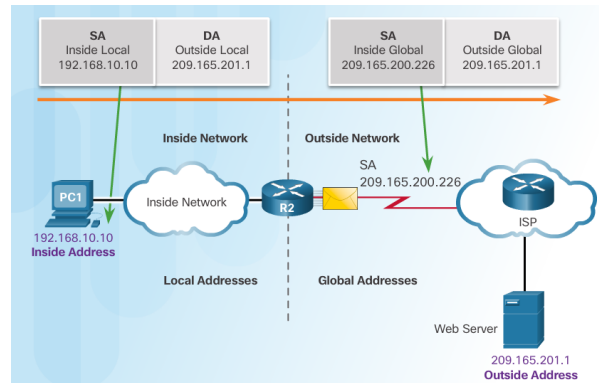 SA
Inside Local
192.168.10.10
DA
Outside Local
209.165.201.1
SA
Inside Global
209.165.200.226
DA
Outside Global
209.165.201.1
Inside Network
Outside Network
SA
209.165.200.226
PC1
Inside Network
R2
ISP
192.168.10.10
Inside Address
Local Addresses
Global Addresses
Web Server
209.165.201.1
Outside Address